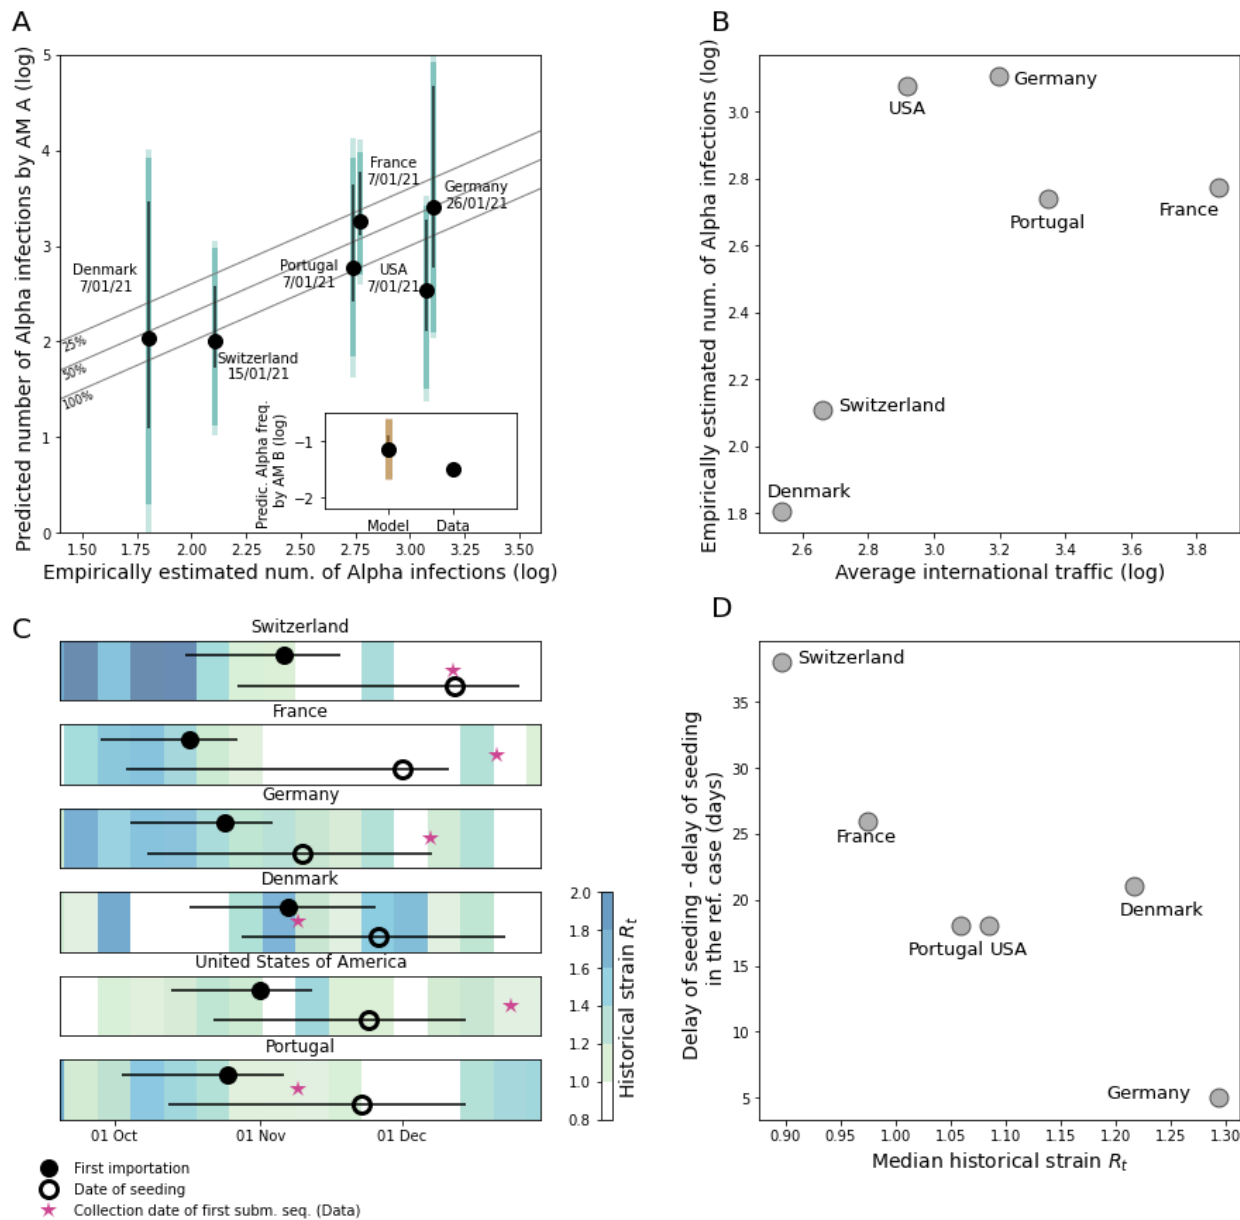 A
Predicted number of Alpha infections by AM A (log)
5
4
3
2
1
0
25%
50%
100%
Denmark
7/01/21
Switzerland
15/01/21
Portugal
7/01/21
France
7/01/21
USA
7/01/21
Germany
26/01/21
Predic. Alpha freq.
by AM B (log)
−1
−2
Model Data
1.50 1.75 2.00 2.25 2.50 2.75 3.00 3.25 3.50
Empirically estimated num. of Alpha infections (log)
B
Empirically estimated num. of Alpha infections (log)
3.0
2.8
2.6
2.4
2.2
2.0
1.8
USA
Germany
Portugal
France
Switzerland
Denmark
2.6 2.8 3.0 3.2 3.4 3.6 3.8
Average international traffic (log)
C
Switzerland
France
Germany
Denmark
United States of America
Portugal
01 Oct 01 Nov 01 Dec
2.0
1.8
1.6
1.4
1.2
1.0
0.8
Historical strain Rt
First importation
Date of seeding
Collection date of first subm. seq. (Data)
D
Delay of seeding - delay of seeding
in the ref. case (days)
35
30
25
20
15
10
5
Switzerland
France
Denmark
Portugal USA
Germany
0.90 0.95 1.00 1.05 1.10 1.15 1.20 1.25 1.30
Median historical strain Rt